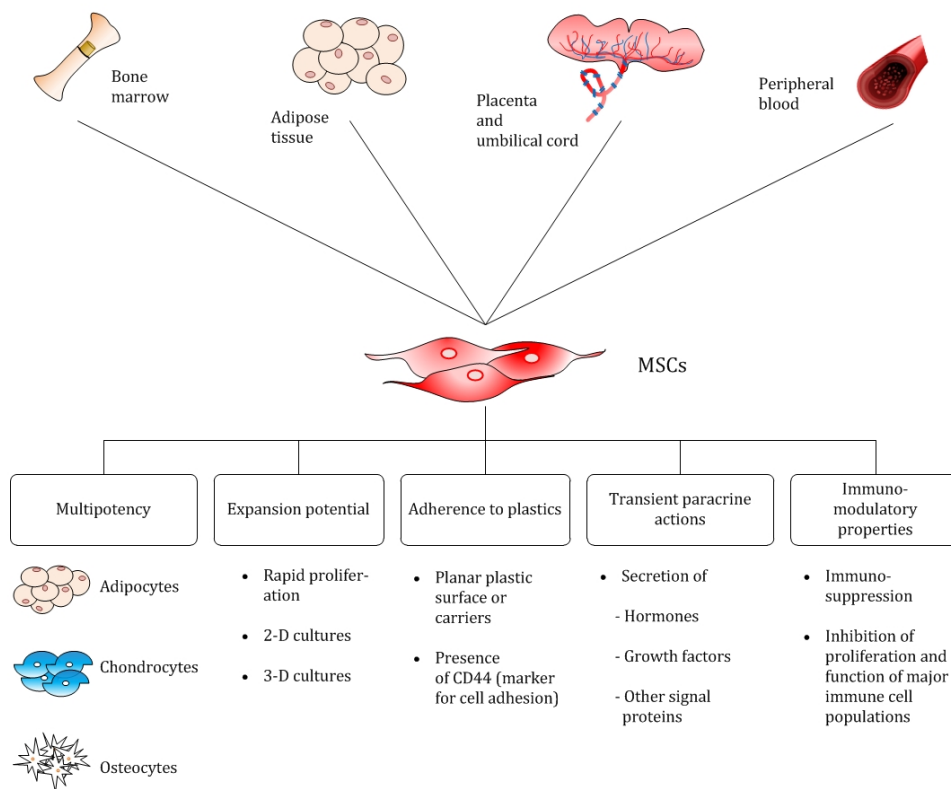 Bone
marrow
Adipose
tissue
Placenta
and
umbilical cord
Peripheral
blood
MSCs
Multipotency
Expansion potential
Adherence to plastics
Transient paracrine
actions
Immuno-
modulatory
properties
Adipocytes
Chondrocytes
Osteocytes
• Rapid prolifer-
ation
• 2-D cultures
• 3-D cultures
• Planar plastic
surface or
carriers
• Presence
of CD44 (marker
for cell adhesion)
• Secretion of
- Hormones
- Growth factors
- Other signal
proteins
• Immuno-
suppression
• Inhibition of
proliferation and
function of major
immune cell
populations